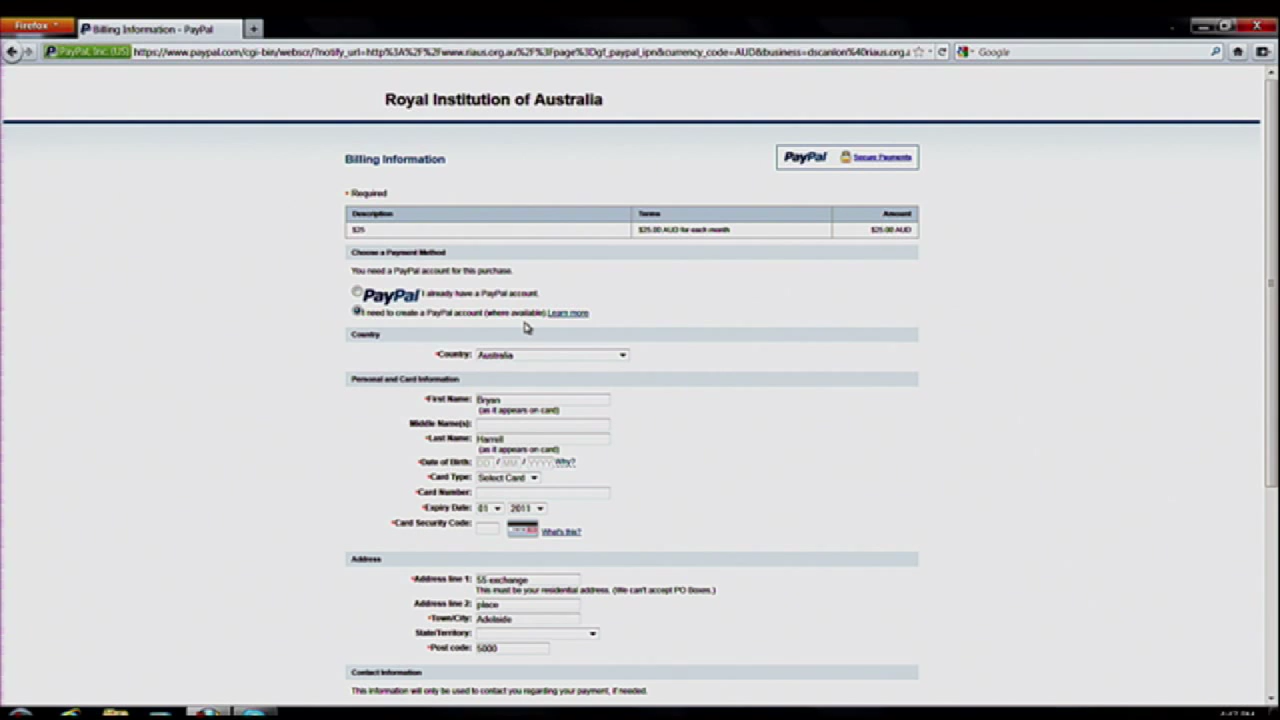 Firefox
Billing Information - PayPal
PayPal, Inc. (US) https://www.paypal.com/cgi-bin/webscr/?notify_url=http%3A%2F%2Fwww.riaus.org.au%2F%3Fpage%3Dgf_paypal_ipn&currency_code=AUD&business=dscanlon%40riaus.org.a Google
Royal Institution of Australia
Billing Information
PayPal Secure Payments
• Required
Description Terms Amount
$25 $25.00 AUD for each month $25.00 AUD
Choose a Payment Method
You need a PayPal account for this purchase.
PayPal I already have a PayPal account.
I need to create a PayPal account (where available) Learn more
Country
*Country: Australia
Personal and Card Information
*First Name: Bryan
(as it appears on card)
Middle Name(s):
*Last Name: Harrell
(as it appears on card)
*Date of Birth: DD / MM / YYYY Why?
*Card Type: Select Card
*Card Number:
*Expiry Date: 01 2011
*Card Security Code: What's this?
Address
*Address line 1: 55 exchange
This must be your residential address. (We can't accept PO Boxes.)
Address line 2: place
*Town/City: Adelaide
State/Territory:
*Post code: 5000
Contact Information
This information will only be used to contact you regarding your payment, if needed.